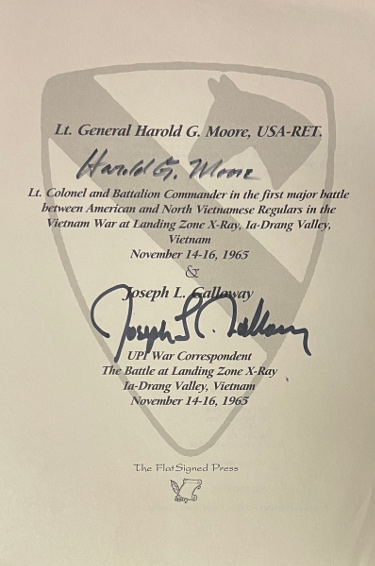 Lt. General Harold G. Moore, USA-RET.
Harold G. Moore
Lt. Colonel and Battalion Commander in the first major battle
between American and North Vietnamese Regulars in the
Vietnam War at Landing Zone X-Ray, Ia-Drang Valley,
Vietnam
November 14-16, 1965
&
Joseph L. Galloway
Joseph L. Galloway
UPI War Correspondent
The Battle at Landing Zone X-Ray
Ia-Drang Valley, Vietnam
November 14-16, 1965
The FlatSigned Press